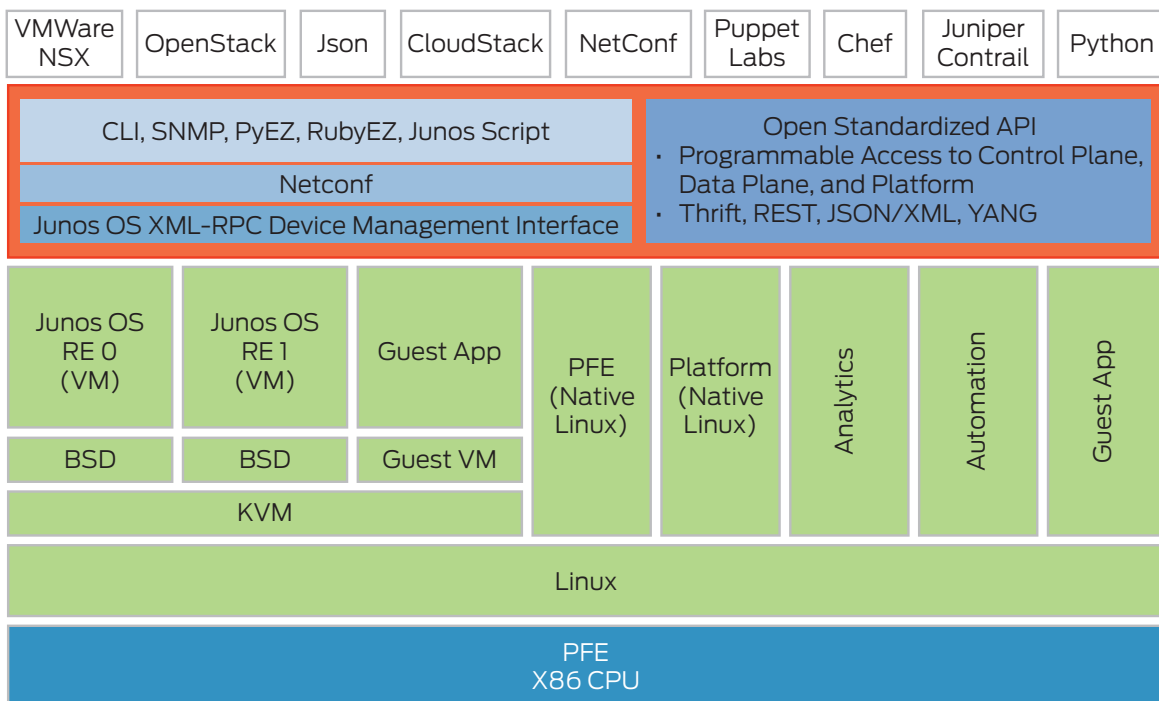 VMWare
NSX
OpenStack
Json
CloudStack
NetConf
Puppet
Labs
Chef
Juniper
Contrail
Python
CLI, SNMP, PyEZ, RubyEZ, Junos Script
Netconf
Junos OS XML-RPC Device Management Interface
Open Standardized API
• Programmable Access to Control Plane,
Data Plane, and Platform
• Thrift, REST, JSON/XML, YANG
Junos OS
RE 0
(VM)
Junos OS
RE 1
(VM)
Guest App
PFE
(Native
Linux)
Platform
(Native
Linux)
Analytics
Automation
Guest App
BSD
BSD
Guest VM
KVM
Linux
PFE
X86 CPU